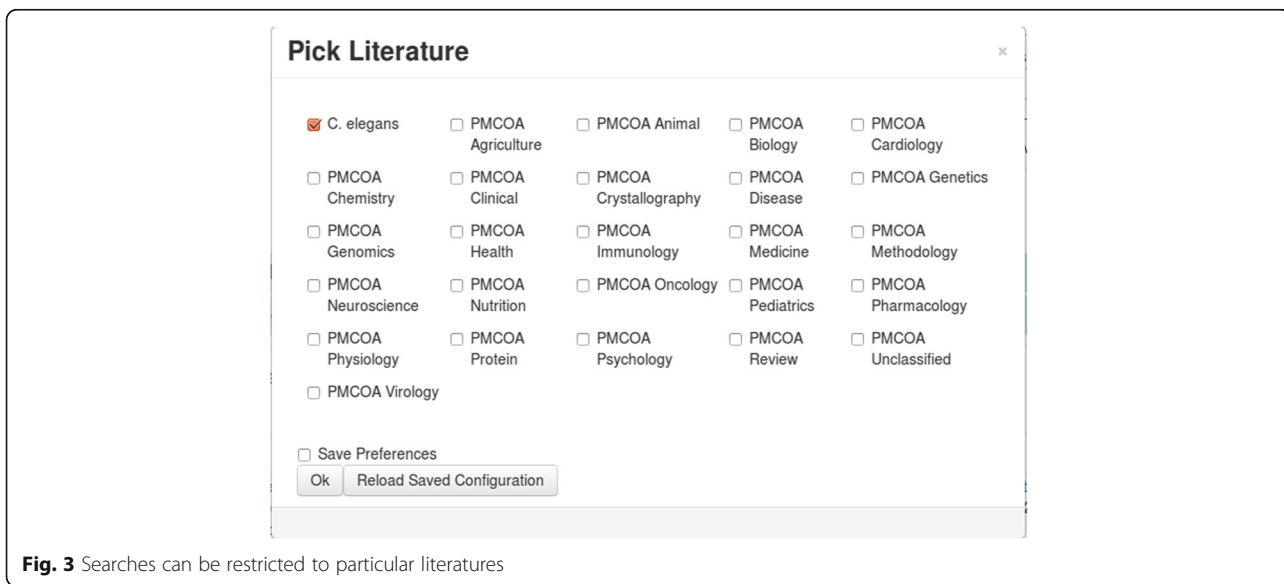 Pick Literature
×
C. elegans PMCOA Agriculture PMCOA Animal PMCOA Biology PMCOA Cardiology
PMCOA Chemistry PMCOA Clinical PMCOA Crystallography PMCOA Disease PMCOA Genetics
PMCOA Genomics PMCOA Health PMCOA Immunology PMCOA Medicine PMCOA Methodology
PMCOA Neuroscience PMCOA Nutrition PMCOA Oncology PMCOA Pediatrics PMCOA Pharmacology
PMCOA Physiology PMCOA Protein PMCOA Psychology PMCOA Review PMCOA Unclassified
PMCOA Virology
Save Preferences
Ok Reload Saved Configuration
Fig. 3 Searches can be restricted to particular literatures